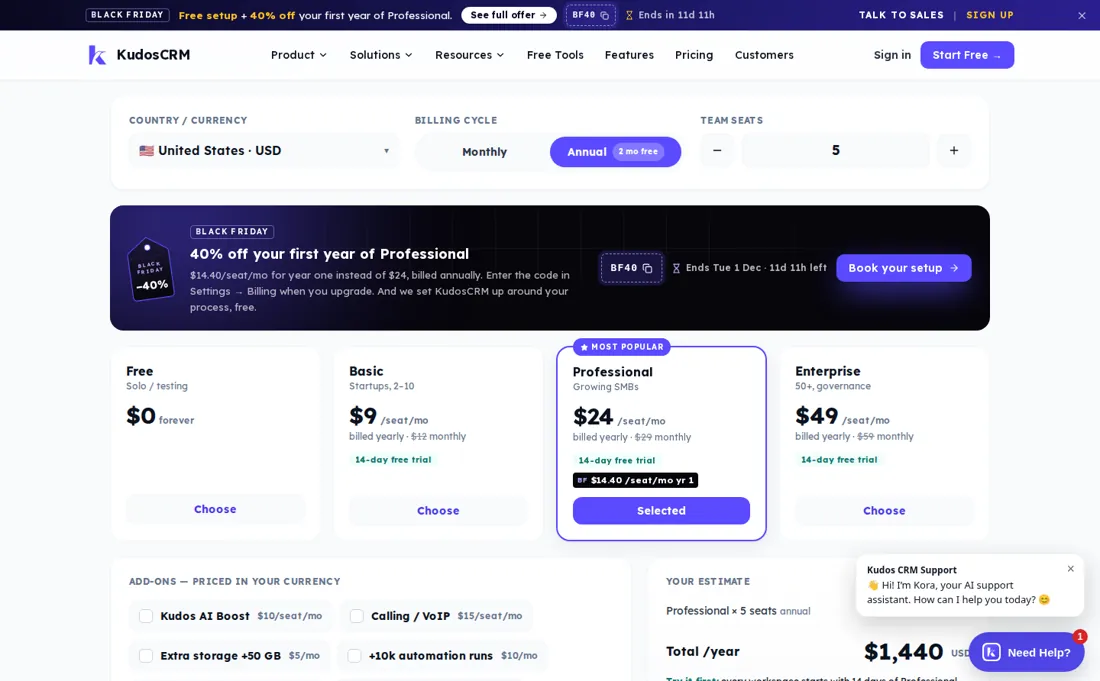 BLACK FRIDAY Free setup + 40% off your first year of Professional. See full offer → BF40 Ends in 11d 11h TALK TO SALES | SIGN UP ×
KudosCRM Product Solutions Resources Free Tools Features Pricing Customers Sign in Start Free →
COUNTRY / CURRENCY BILLING CYCLE TEAM SEATS
🇺🇸 United States · USD ▾ Monthly Annual 2 mo free − 5 +
BLACK FRIDAY
BLACK
FRIDAY
−40%
40% off your first year of Professional
$14.40/seat/mo for year one instead of $24, billed annually. Enter the code in
Settings → Billing when you upgrade. And we set KudosCRM up around your
process, free.
BF40 Ends Tue 1 Dec · 11d 11h left Book your setup →
Free
Solo / testing
$0 forever
Choose
Basic
Startups, 2–10
$9 /seat/mo
billed yearly · $12 monthly
14-day free trial
Choose
★ MOST POPULAR
Professional
Growing SMBs
$24 /seat/mo
billed yearly · $29 monthly
14-day free trial
BF $14.40 /seat/mo yr 1
Selected
Enterprise
50+, governance
$49 /seat/mo
billed yearly · $59 monthly
14-day free trial
Choose
ADD-ONS — PRICED IN YOUR CURRENCY
Kudos AI Boost $10/seat/mo Calling / VoIP $15/seat/mo
Extra storage +50 GB $5/mo +10k automation runs $10/mo
YOUR ESTIMATE
Professional × 5 seats annual
Total /year $1,440 USD
Try it first: every workspace starts with 14 days of Professional
Kudos CRM Support ×
👋 Hi! I'm Kora, your AI support
assistant. How can I help you today? 😊
1
Need Help?